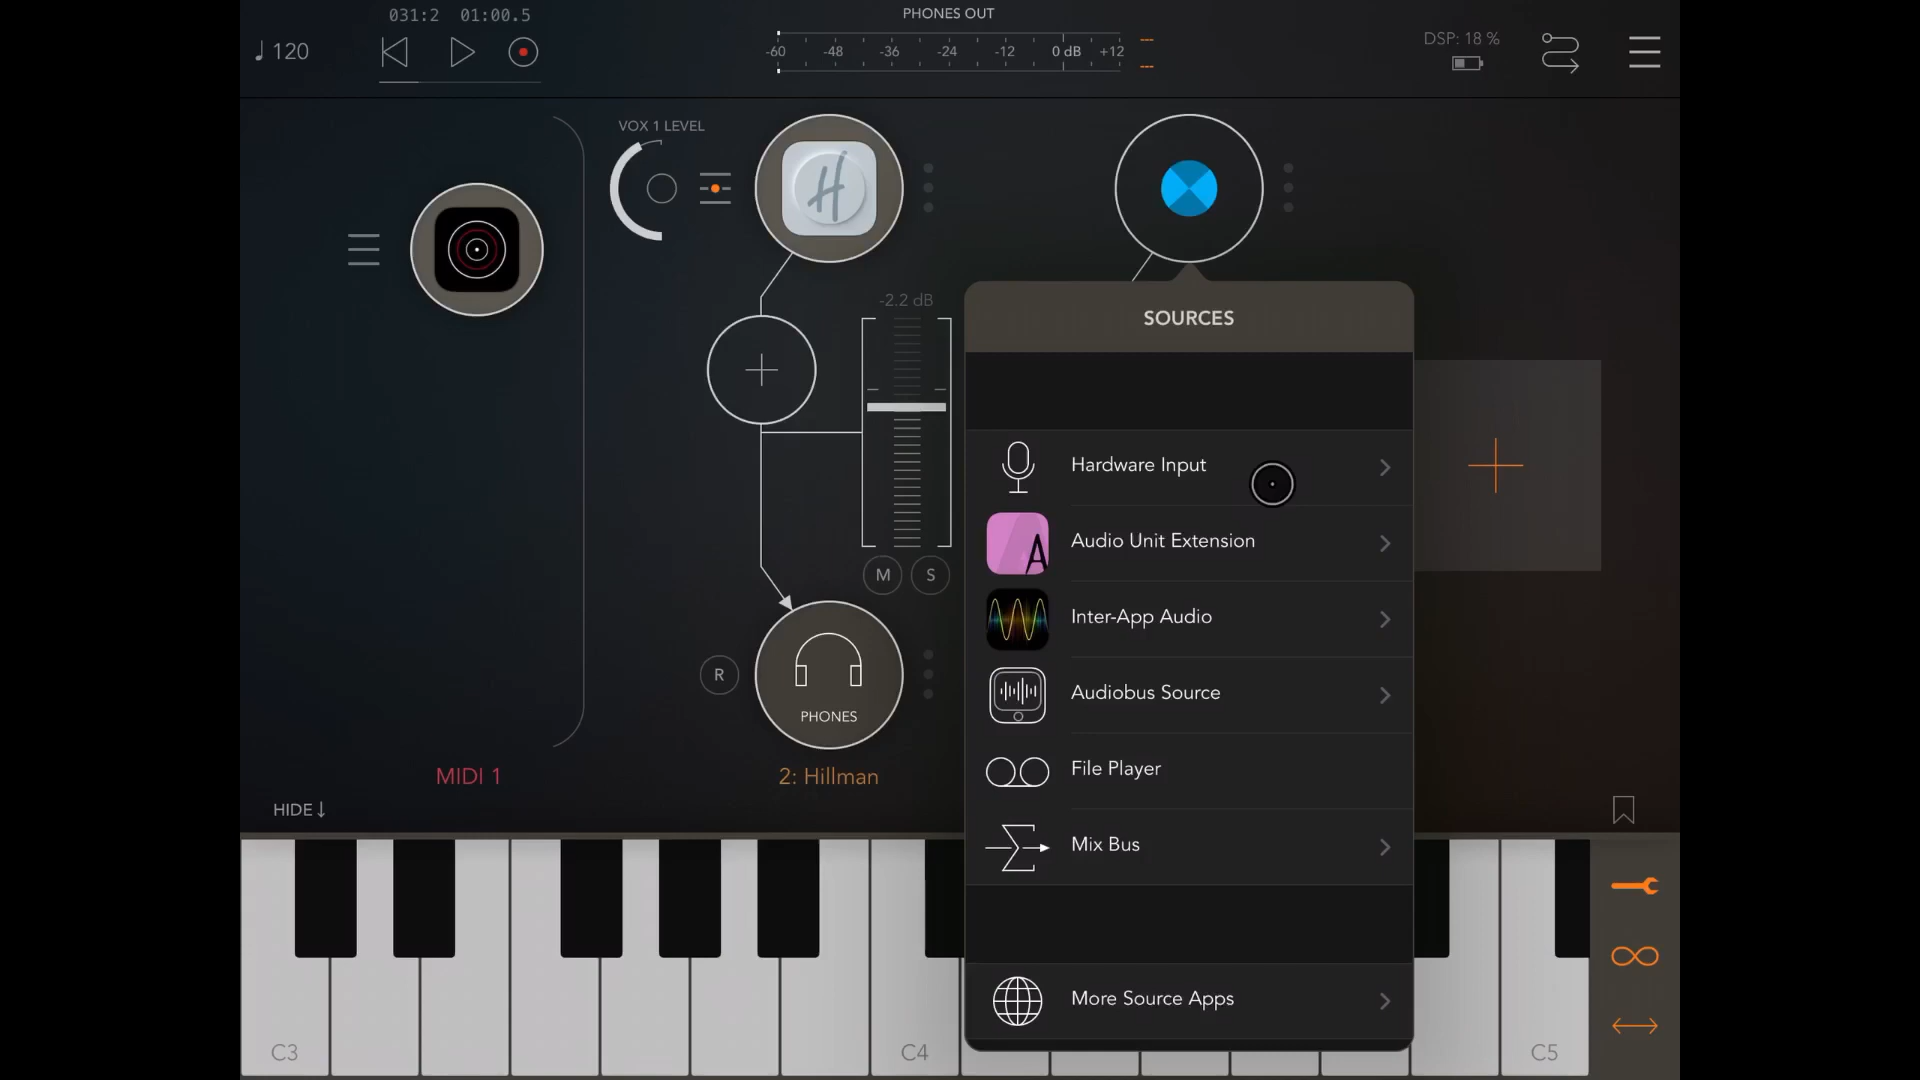 031:2 01:00.5
PHONES OUT
120
-60 -48 -36 -24 -12 0 dB +12
DSP: 18 %
VOX 1 LEVEL
H
-2.2 dB
SOURCES
Hardware Input
Audio Unit Extension
A
Inter-App Audio
M S
Audiobus Source
R
PHONES
File Player
MIDI 1
2: Hillman
HIDE↓
Mix Bus
More Source Apps
C3
C4
C5